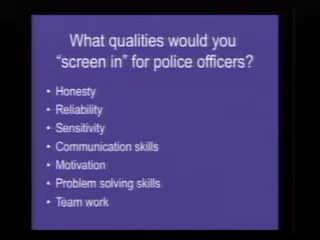 What qualities would you
"screen in" for police officers?
• Honesty
• Reliability
• Sensitivity
• Communication skills
• Motivation
• Problem solving skills
• Team work